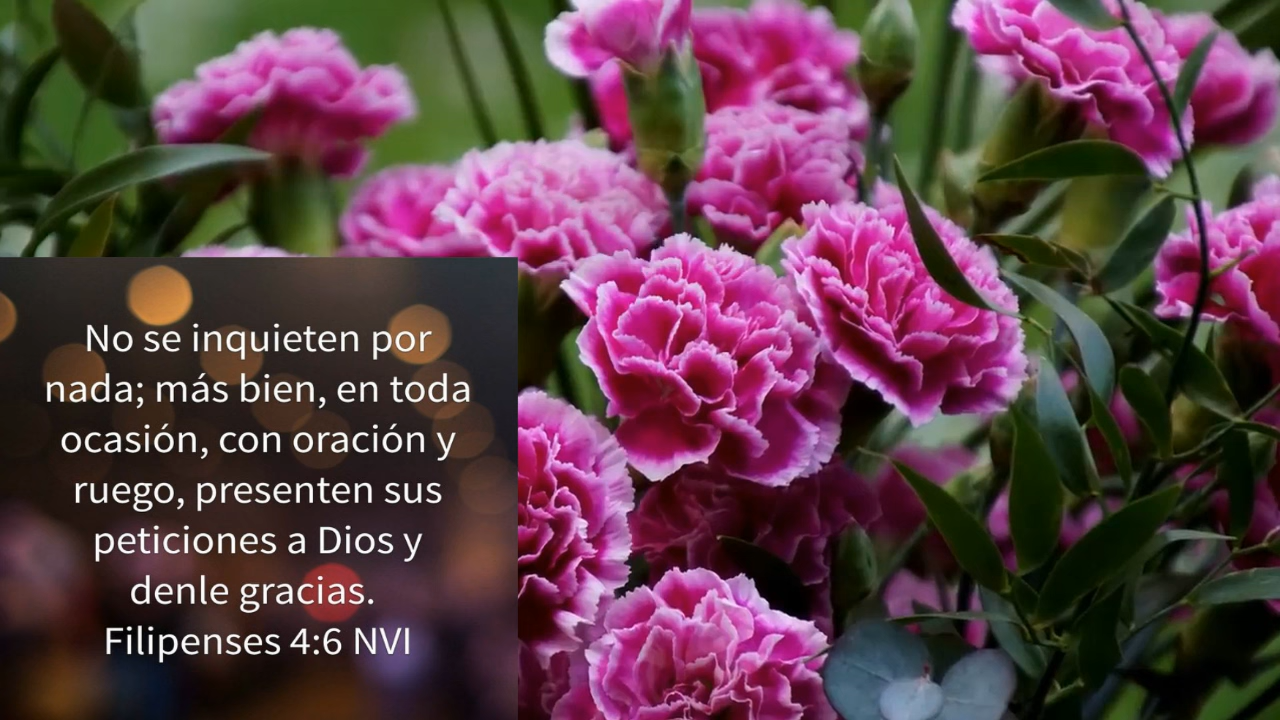 No se inquieten por
nada; más bien, en toda
ocasión, con oración y
ruego, presenten sus
peticiones a Dios y
denle gracias.
Filipenses 4:6 NVI